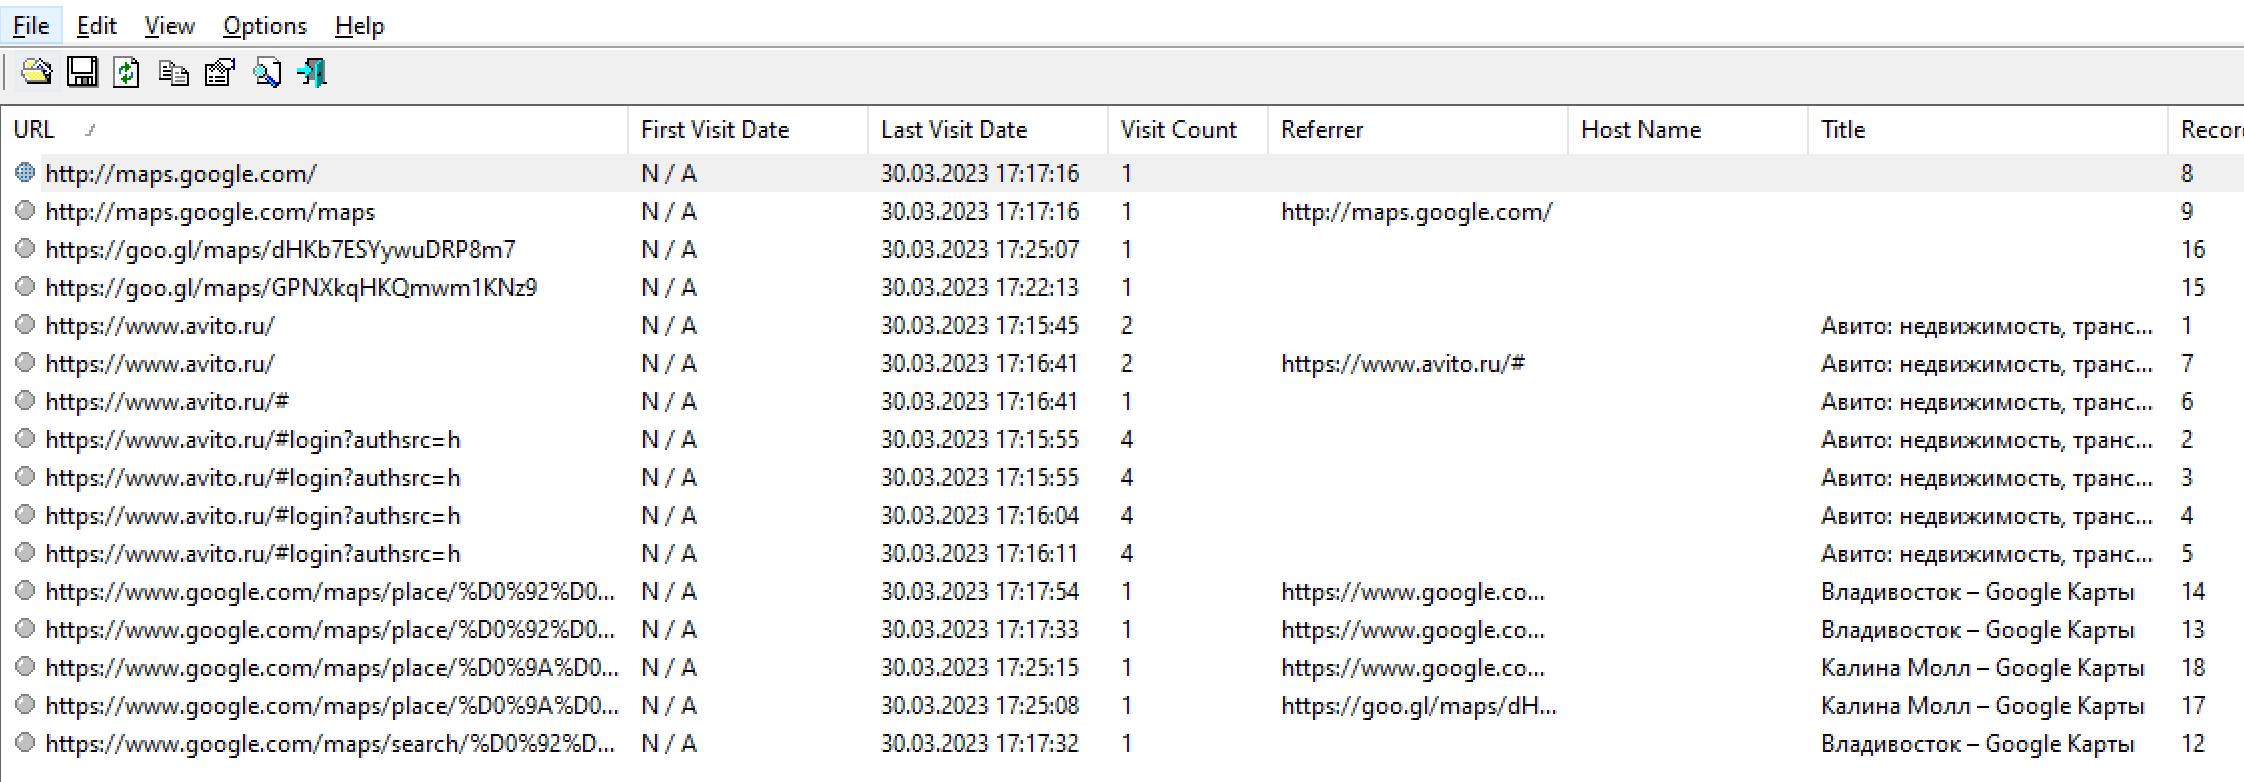 File Edit View Options Help
URL First Visit Date Last Visit Date Visit Count Referrer Host Name Title Recor
http://maps.google.com/ N / A 30.03.2023 17:17:16 1 8
http://maps.google.com/maps N / A 30.03.2023 17:17:16 1 http://maps.google.com/ 9
https://goo.gl/maps/dHKb7ESYywuDRP8m7 N / A 30.03.2023 17:25:07 1 16
https://goo.gl/maps/GPNXkqHKQmwm1KNz9 N / A 30.03.2023 17:22:13 1 15
https://www.avito.ru/ N / A 30.03.2023 17:15:45 2 Авито: недвижимость, транс... 1
https://www.avito.ru/ N / A 30.03.2023 17:16:41 2 https://www.avito.ru/# Авито: недвижимость, транс... 7
https://www.avito.ru/# N / A 30.03.2023 17:16:41 1 Авито: недвижимость, транс... 6
https://www.avito.ru/#login?authsrc=h N / A 30.03.2023 17:15:55 4 Авито: недвижимость, транс... 2
https://www.avito.ru/#login?authsrc=h N / A 30.03.2023 17:15:55 4 Авито: недвижимость, транс... 3
https://www.avito.ru/#login?authsrc=h N / A 30.03.2023 17:16:04 4 Авито: недвижимость, транс... 4
https://www.avito.ru/#login?authsrc=h N / A 30.03.2023 17:16:11 4 Авито: недвижимость, транс... 5
https://www.google.com/maps/place/%D0%92%D0... N / A 30.03.2023 17:17:54 1 https://www.google.co... Владивосток – Google Карты 14
https://www.google.com/maps/place/%D0%92%D0... N / A 30.03.2023 17:17:33 1 https://www.google.co... Владивосток – Google Карты 13
https://www.google.com/maps/place/%D0%9A%D0... N / A 30.03.2023 17:25:15 1 https://www.google.co... Калина Молл – Google Карты 18
https://www.google.com/maps/place/%D0%9A%D0... N / A 30.03.2023 17:25:08 1 https://goo.gl/maps/dH... Калина Молл – Google Карты 17
https://www.google.com/maps/search/%D0%92%D... N / A 30.03.2023 17:17:32 1 Владивосток – Google Карты 12